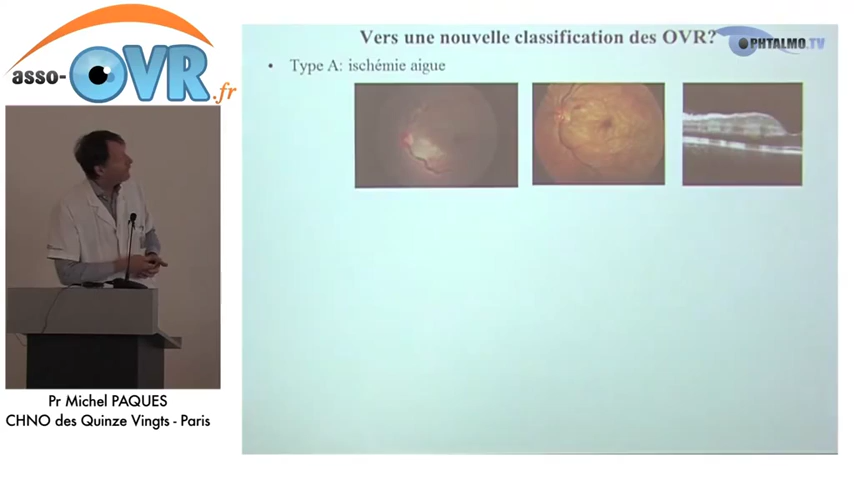 asso-OVR.fr
Vers une nouvelle classification des OVR?
OPHTALMO.TV
• Type A: ischémie aigue
Pr Michel PAQUES
CHNO des Quinze Vingts - Paris